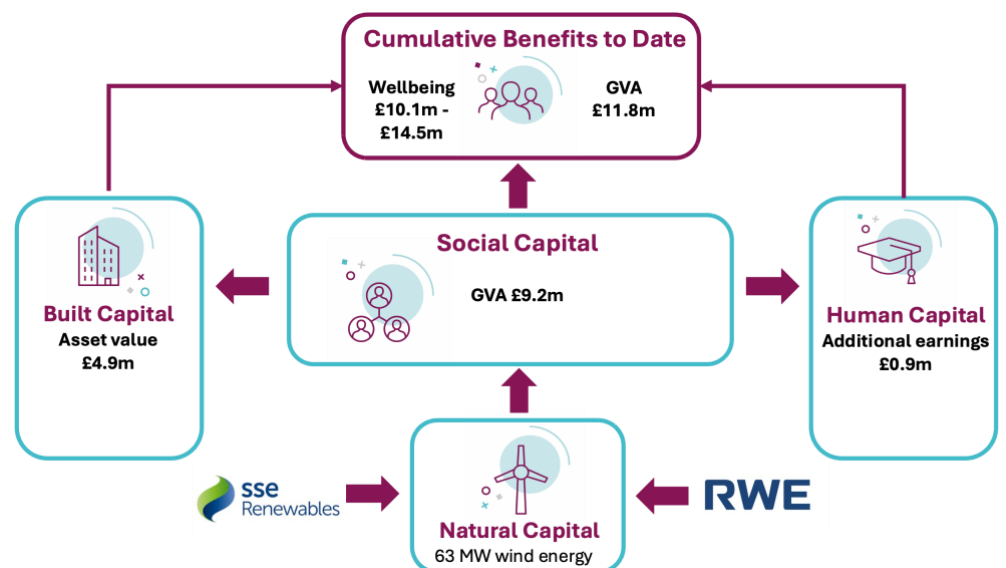 Cumulative Benefits to Date
Wellbeing
£10.1m -
£14.5m
GVA
£11.8m
Social Capital
GVA £9.2m
Built Capital
Asset value
£4.9m
Human Capital
Additional earnings
£0.9m
sse
Renewables
RWE
Natural Capital
63 MW wind energy